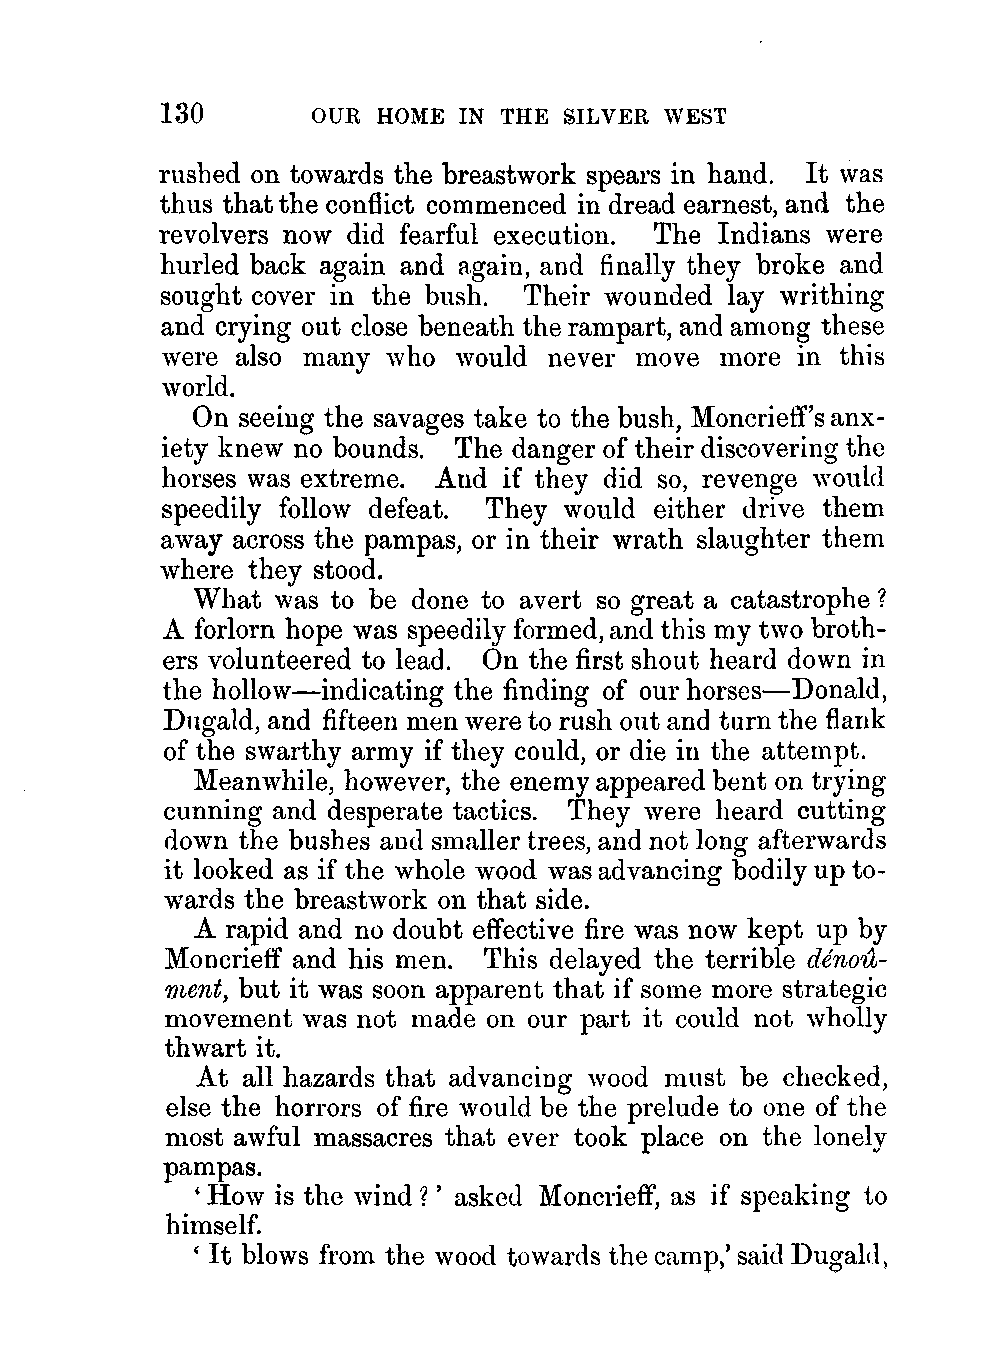 130 OUR HOME IN THE SILVER WEST
rushed on towards the breastwork spears in hand. It was
thus that the conflict commenced in dread earnest, and the
revolvers now did fearful execution. The Indians were
hurled back again and again, and finally they broke and
sought cover in the bush. Their wounded lay writhing
and crying out close beneath the rampart, and among these
were also many who would never move more in this
world.
On seeing the savages take to the bush, Moncrieff's anx-
iety knew no bounds. The danger of their discovering the
horses was extreme. And if they did so, revenge would
speedily follow defeat. They would either drive them
away across the pampas, or in their wrath slaughter them
where they stood.
What was to be done to avert so great a catastrophe?
A forlorn hope was speedily formed, and this my two broth-
ers volunteered to lead. On the first shout heard down in
the hollow—indicating the finding of our horses—Donald,
Dugald, and fifteen men were to rush out and turn the flank
of the swarthy army if they could, or die in the attempt.
Meanwhile, however, the enemy appeared bent on trying
cunning and desperate tactics. They were heard cutting
down the bushes and smaller trees, and not long afterwards
it looked as if the whole wood was advancing bodily up to-
wards the breastwork on that side.
A rapid and no doubt effective fire was now kept up by
Moncrieff and his men. This delayed the terrible dénoû-
ment, but it was soon apparent that if some more strategic
movement was not made on our part it could not wholly
thwart it.
At all hazards that advancing wood must be checked,
else the horrors of fire would be the prelude to one of the
most awful massacres that ever took place on the lonely
pampas.
‘How is the wind?’ asked Moncrieff, as if speaking to
himself.
‘It blows from the wood towards the camp,’ said Dugald,